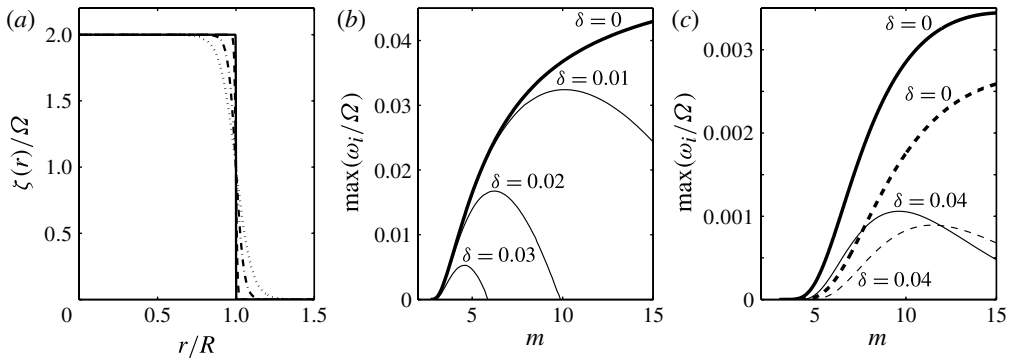 (a)
ζ(r)/Ω
2.0
1.5
1.0
0.5
0
0.5
1.0
1.5
r/R
(b)
max(ω_i/Ω)
0.04
0.03
0.02
0.01
0
5
10
15
m
δ = 0
δ = 0.01
δ = 0.02
δ = 0.03
(c)
max(ω_i/Ω)
0.003
0.002
0.001
0
5
10
15
m
δ = 0
δ = 0
δ = 0.04
δ = 0.04